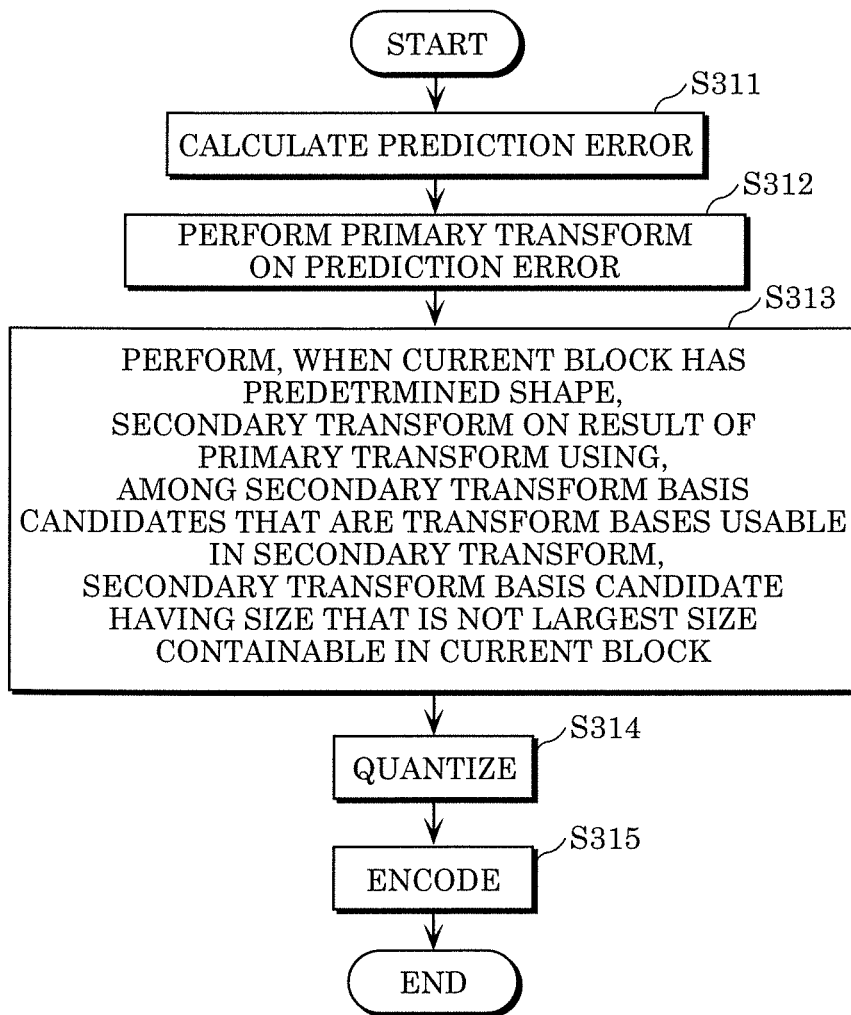 START
S311
CALCULATE PREDICTION ERROR
S312
PERFORM PRIMARY TRANSFORM
ON PREDICTION ERROR
S313
PERFORM, WHEN CURRENT BLOCK HAS
PREDETRMINED SHAPE,
SECONDARY TRANSFORM ON RESULT OF
PRIMARY TRANSFORM USING,
AMONG SECONDARY TRANSFORM BASIS
CANDIDATES THAT ARE TRANSFORM BASES USABLE
IN SECONDARY TRANSFORM,
SECONDARY TRANSFORM BASIS CANDIDATE
HAVING SIZE THAT IS NOT LARGEST SIZE
CONTAINABLE IN CURRENT BLOCK
S314
QUANTIZE
S315
ENCODE
END